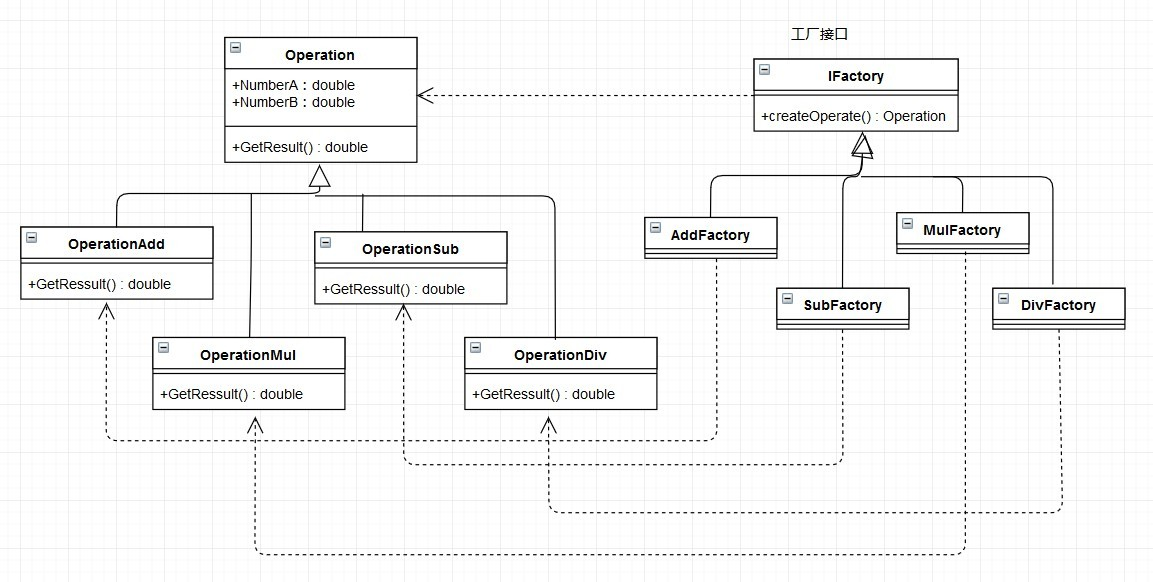 工厂接口
Operation
+NumberA：double
+NumberB：double
+GetResult() : double
IFactory
+createOperate() : Operation
OperationAdd
+GetRessult() : double
OperationSub
+GetRessult() : double
AddFactory
MulFactory
SubFactory
DivFactory
OperationMul
+GetRessult() : double
OperationDiv
+GetRessult() : double